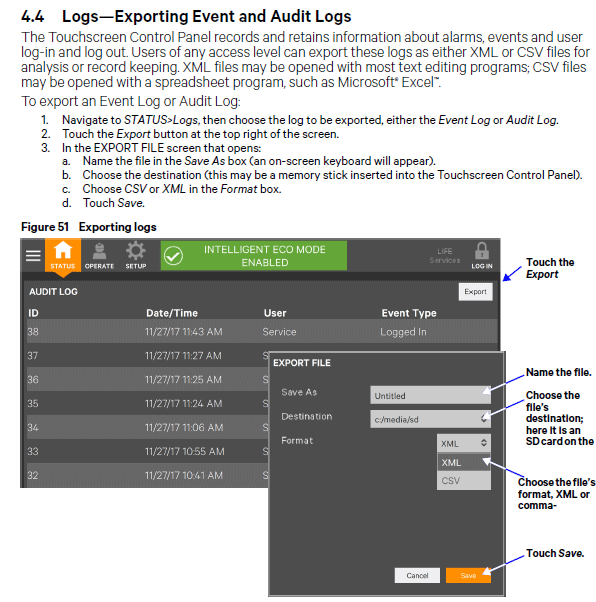 4.4 Logs—Exporting Event and Audit Logs
The Touchscreen Control Panel records and retains information about alarms, events and user
log-in and log out. Users of any access level can export these logs as either XML or CSV files for
analysis or record keeping. XML files may be opened with most text editing programs; CSV files
may be opened with a spreadsheet program, such as Microsoft® Excel™.
To export an Event Log or Audit Log:
1. Navigate to STATUS>Logs, then choose the log to be exported, either the Event Log or Audit Log.
2. Touch the Export button at the top right of the screen.
3. In the EXPORT FILE screen that opens:
a. Name the file in the Save As box (an on-screen keyboard will appear).
b. Choose the destination (this may be a memory stick inserted into the Touchscreen Control Panel).
c. Choose CSV or XML in the Format box.
d. Touch Save.
Figure 51 Exporting logs
STATUS OPERATE SETUP
INTELLIGENT ECO MODE
ENABLED
LIFE
Services
LOG IN
Touch the
Export
AUDIT LOG
Export
ID Date/Time User Event Type
38 11/27/17 11:43 AM Service Logged In
37 11/27/17 11:27 AM S
36 11/27/17 11:25 AM S
35 11/27/17 11:24 AM S
34 11/27/17 11:06 AM S
33 11/27/17 10:55 AM S
32 11/27/17 10:41 AM S
EXPORT FILE
Save As Untitled
Destination c:/media/sd
Format XML
XML
CSV
Cancel Save
Name the file.
Choose the
file's
destination;
here it is an
SD card on the
Choose the file's
format, XML or
comma-
Touch Save.